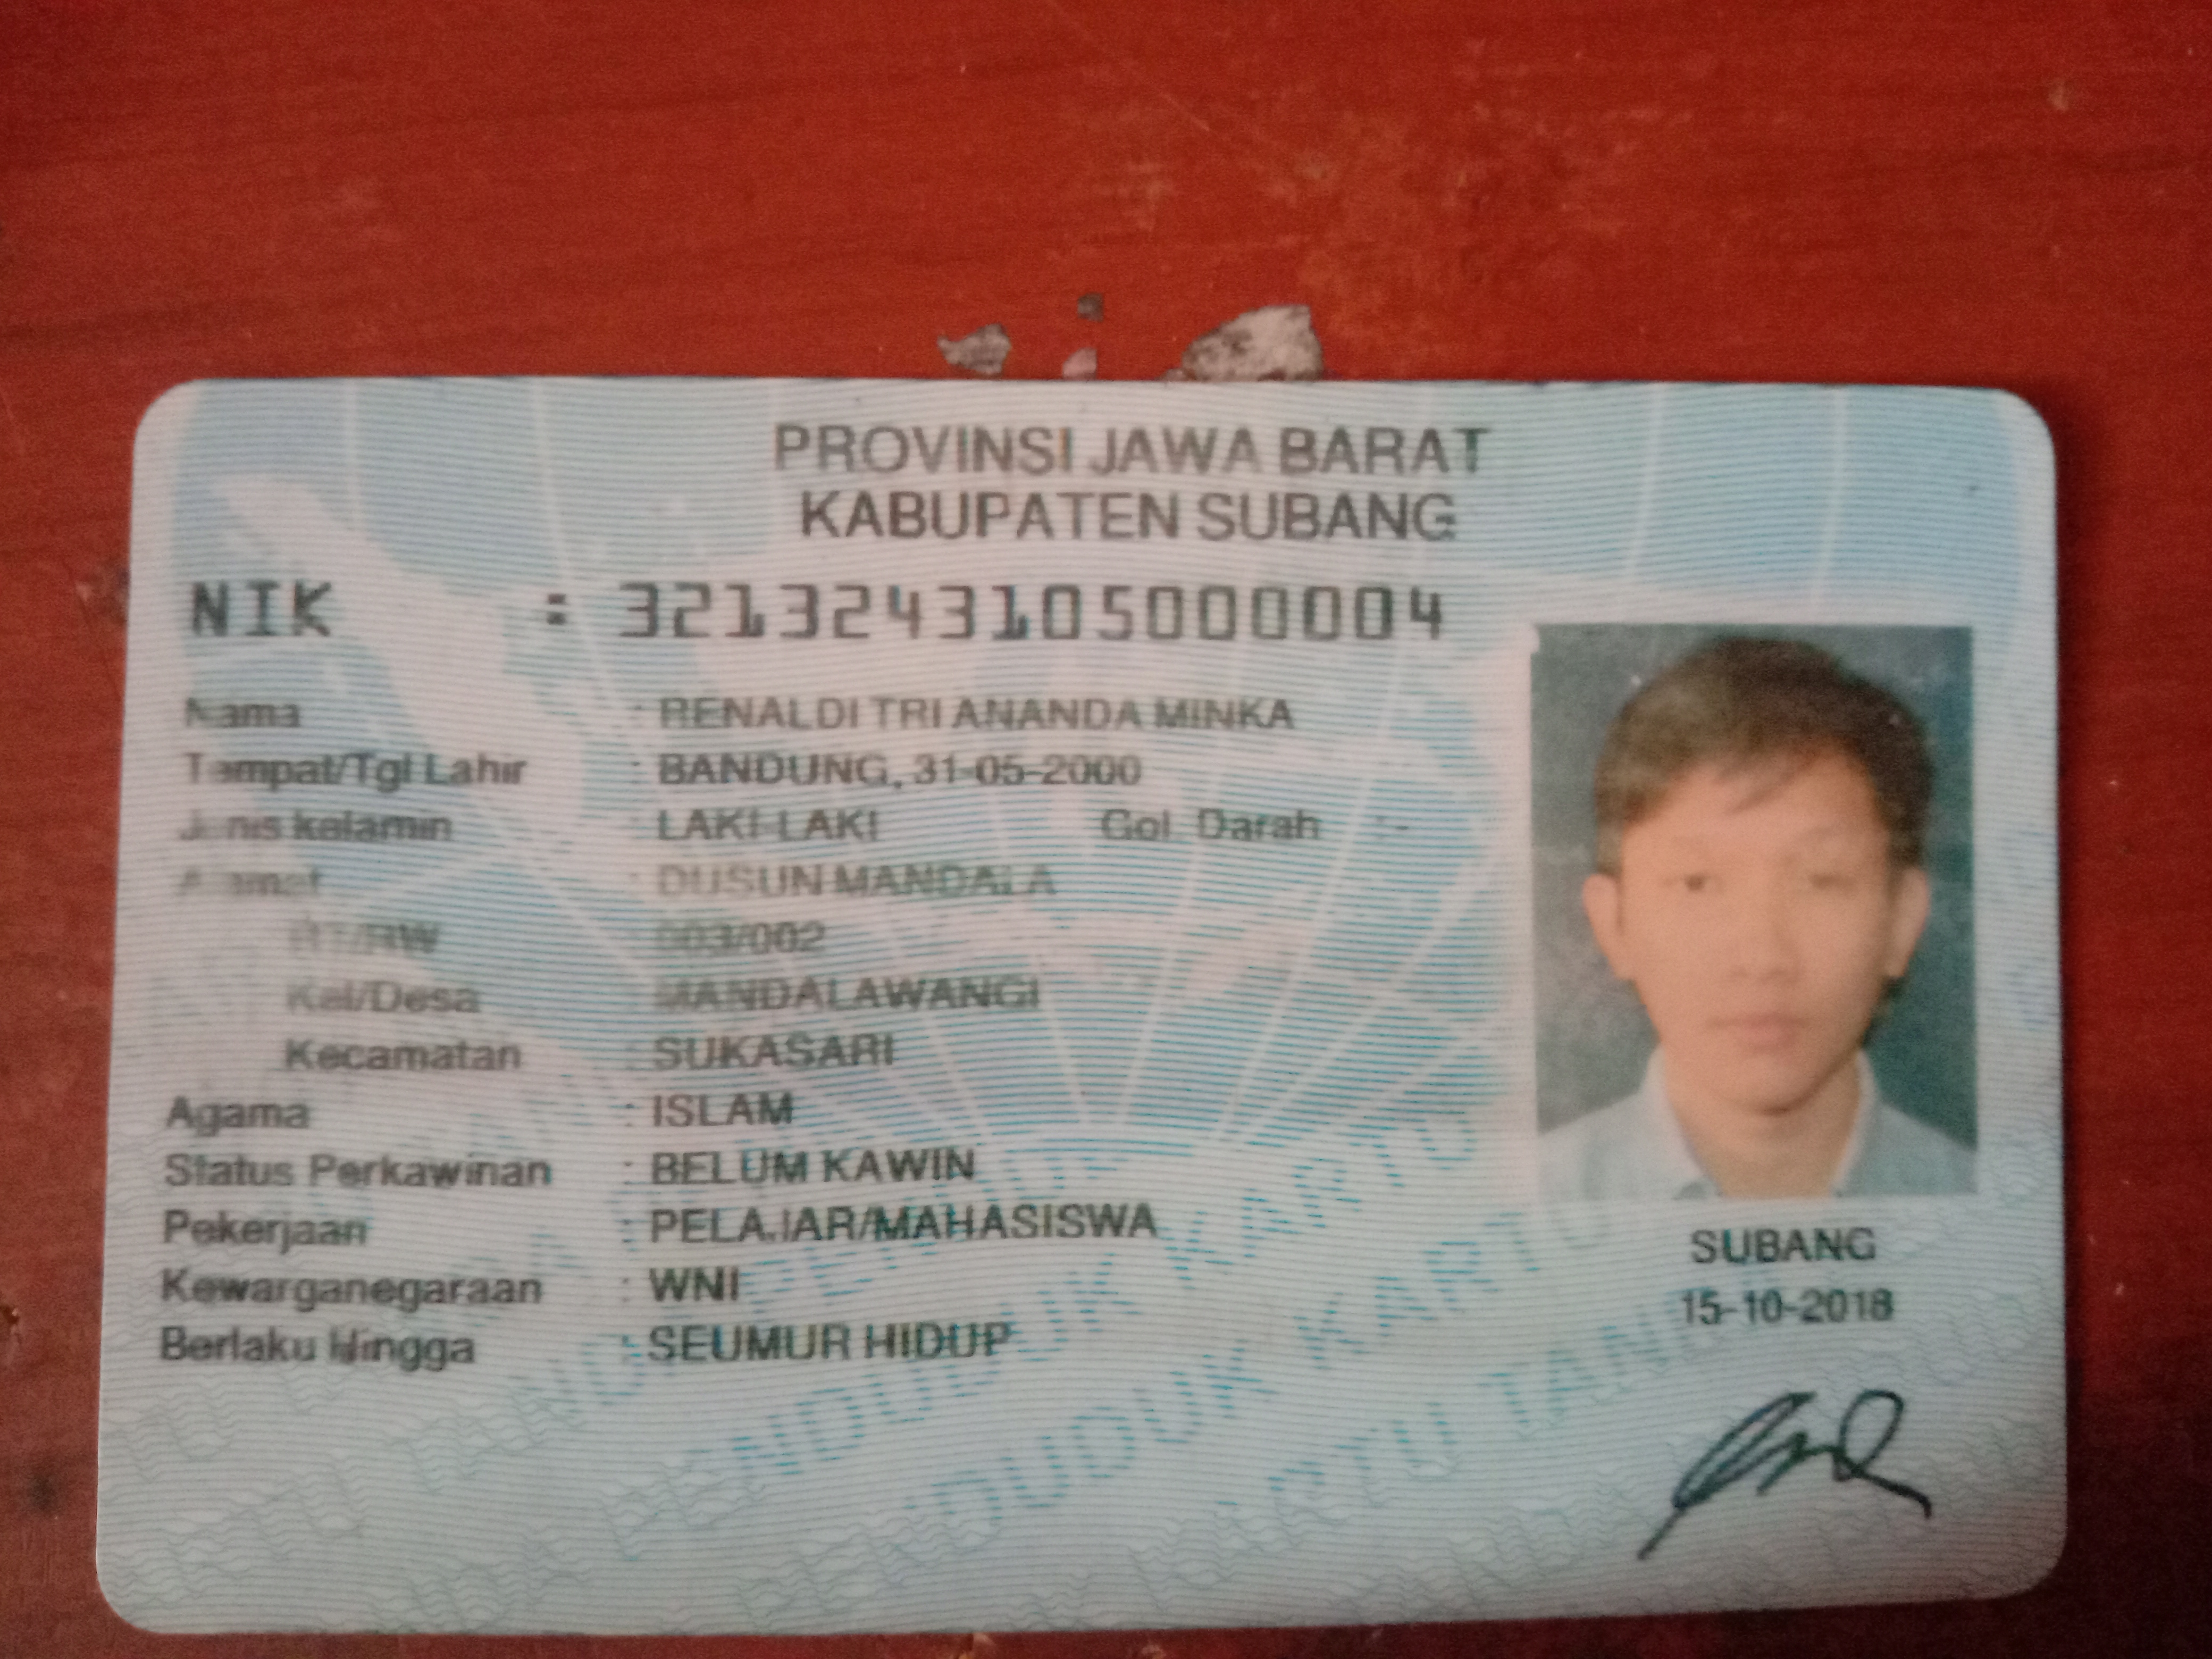 PROVINSI JAWA BARAT
KABUPATEN SUBANG
NIK : 3213243105000004
Nama : RENALDI TRI ANANDA MINKA
Tempat/Tgl Lahir : BANDUNG, 31-05-2000
Jenis kelamin : LAKI-LAKI Gol. Darah : -
Alamat : DUSUN MANDALA
RT/RW : 003/002
Kel/Desa : MANDALAWANGI
Kecamatan : SUKASARI
Agama : ISLAM
Status Perkawinan : BELUM KAWIN
Pekerjaan : PELAJAR/MAHASISWA
Kewarganegaraan : WNI
Berlaku Hingga : SEUMUR HIDUP
SUBANG
15-10-2018